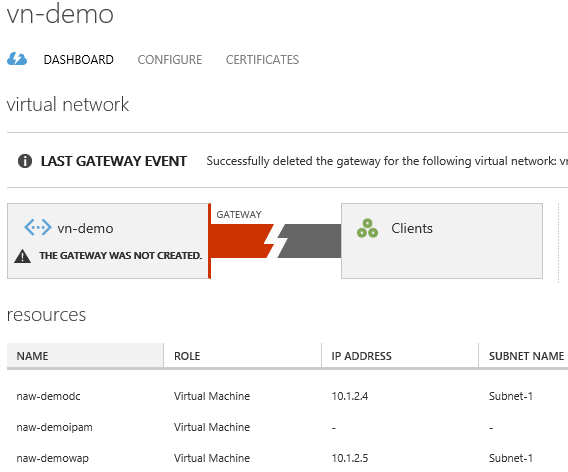 vn-demo
DASHBOARD CONFIGURE CERTIFICATES
virtual network
LAST GATEWAY EVENT Successfully deleted the gateway for the following virtual network:
GATEWAY
vn-demo Clients
THE GATEWAY WAS NOT CREATED.
resources
NAME ROLE IP ADDRESS SUBNET NAME
naw-demodc Virtual Machine 10.1.2.4 Subnet-1
naw-demoipam Virtual Machine - -
naw-demowap Virtual Machine 10.1.2.5 Subnet-1